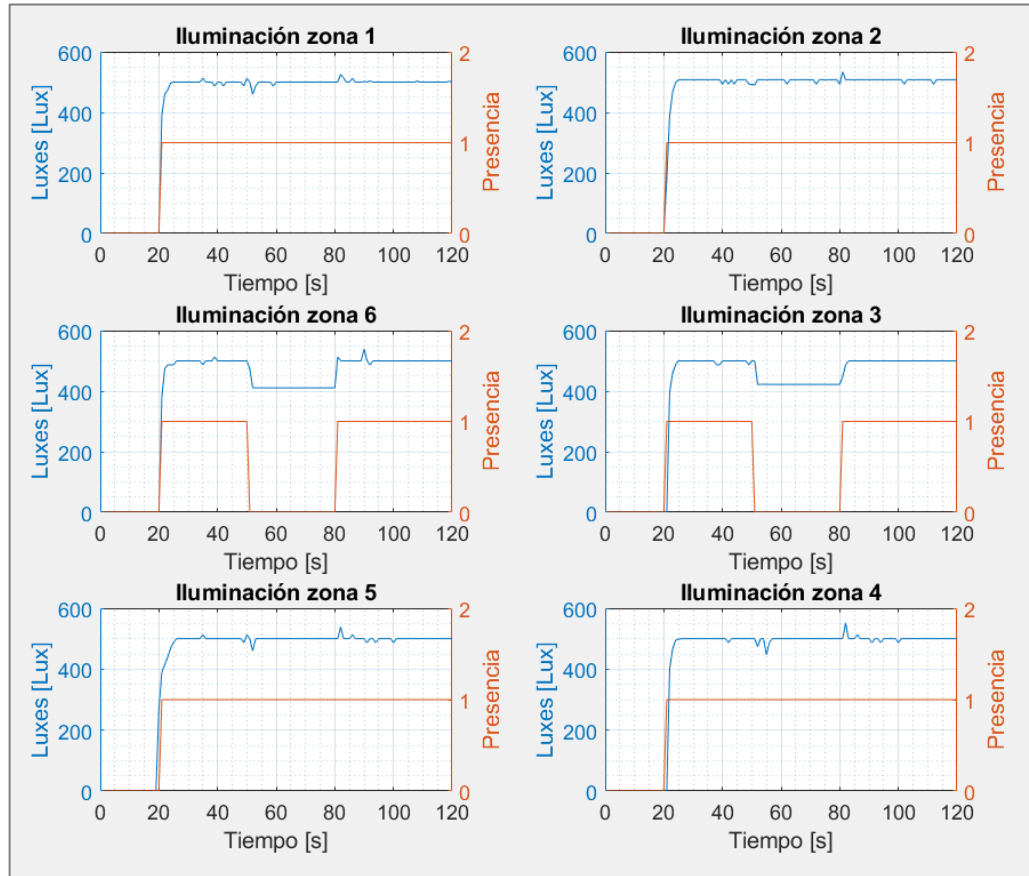 Iluminación zona 1
600
400
200
0
Luxes [Lux]
2
1
0
Presencia
0 20 40 60 80 100 120
Tiempo [s]
Iluminación zona 2
600
400
200
0
Luxes [Lux]
2
1
0
Presencia
0 20 40 60 80 100 120
Tiempo [s]
Iluminación zona 6
600
400
200
0
Luxes [Lux]
2
1
0
Presencia
0 20 40 60 80 100 120
Tiempo [s]
Iluminación zona 3
600
400
200
0
Luxes [Lux]
2
1
0
Presencia
0 20 40 60 80 100 120
Tiempo [s]
Iluminación zona 5
600
400
200
0
Luxes [Lux]
2
1
0
Presencia
0 20 40 60 80 100 120
Tiempo [s]
Iluminación zona 4
600
400
200
0
Luxes [Lux]
2
1
0
Presencia
0 20 40 60 80 100 120
Tiempo [s]